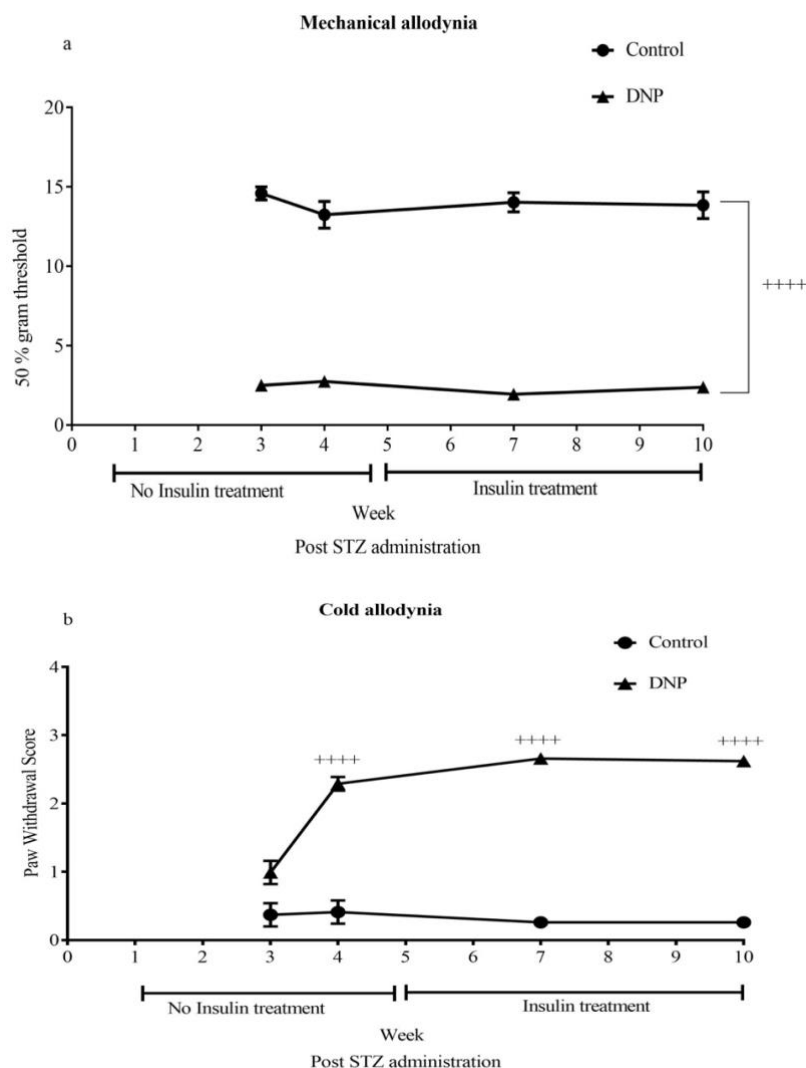 Mechanical allodynia
a
Control
DNP
20
15
10
5
0
50 % gram threshold
++++
0 1 2 3 4 5 6 7 8 9 10
No Insulin treatment
Insulin treatment
Week
Post STZ administration
b
Cold allodynia
Control
DNP
4
3
2
1
0
Paw Withdrawal Score
++++
++++
++++
0 1 2 3 4 5 6 7 8 9 10
No Insulin treatment
Insulin treatment
Week
Post STZ administration